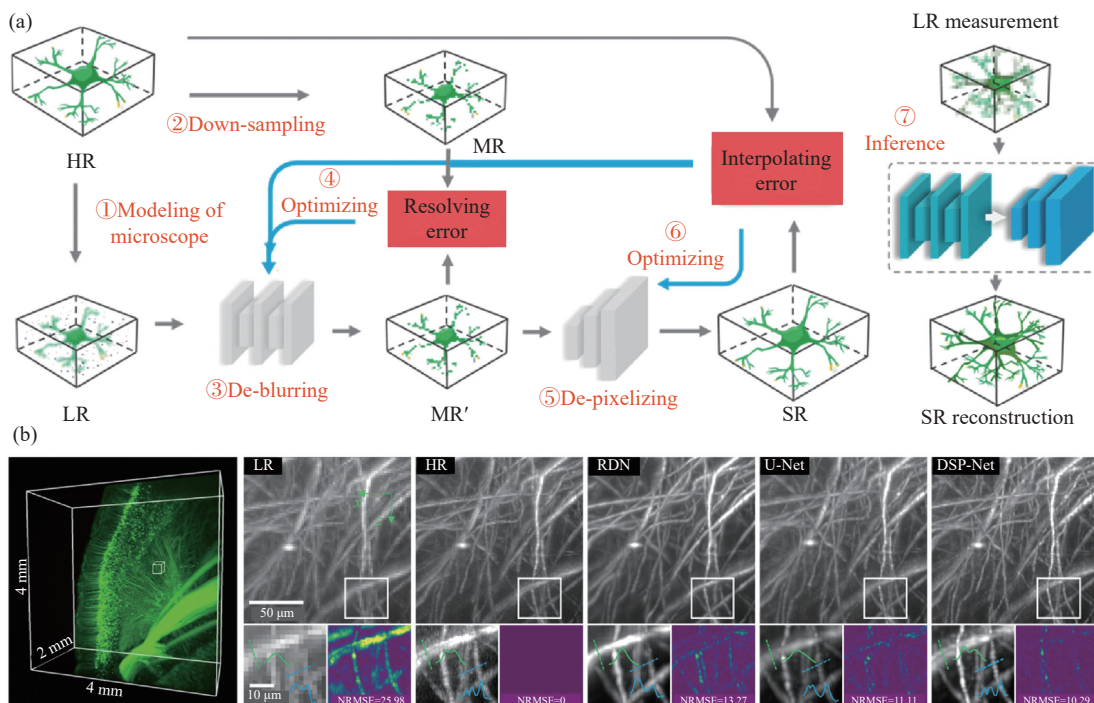 (a)
HR
②Down-sampling
MR
①Modeling of
microscope
④
Optimizing
Resolving
error
Interpolating
error
⑥
Optimizing
LR
③De-blurring
MR′
⑤De-pixelizing
SR
LR measurement
⑦
Inference
SR reconstruction
(b)
4 mm
2 mm
4 mm
LR
HR
RDN
U-Net
DSP-Net
50 μm
10 μm
NRMSE=25.98
NRMSE=0
NRMSE=13.27
NRMSE=11.11
NRMSE=10.29